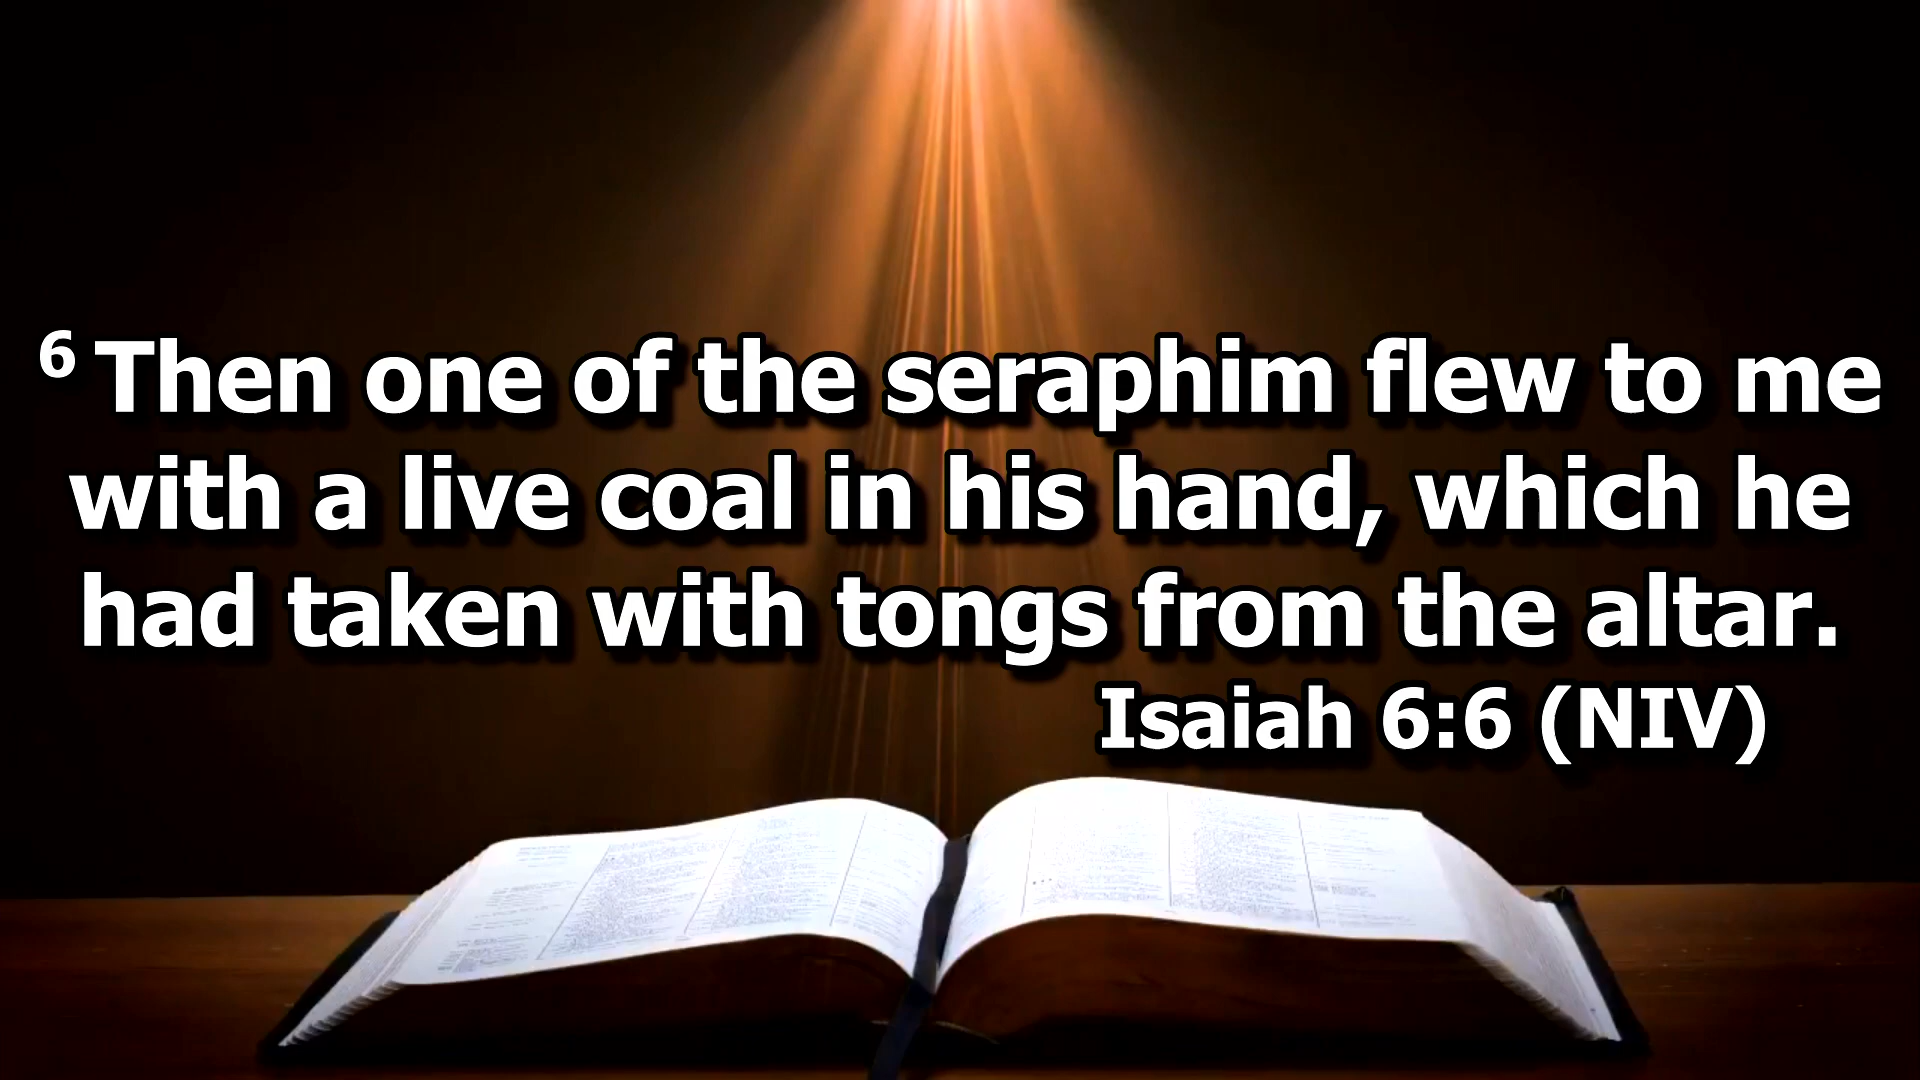 6 Then one of the seraphim flew to me
with a live coal in his hand, which he
had taken with tongs from the altar.
Isaiah 6:6 (NIV)